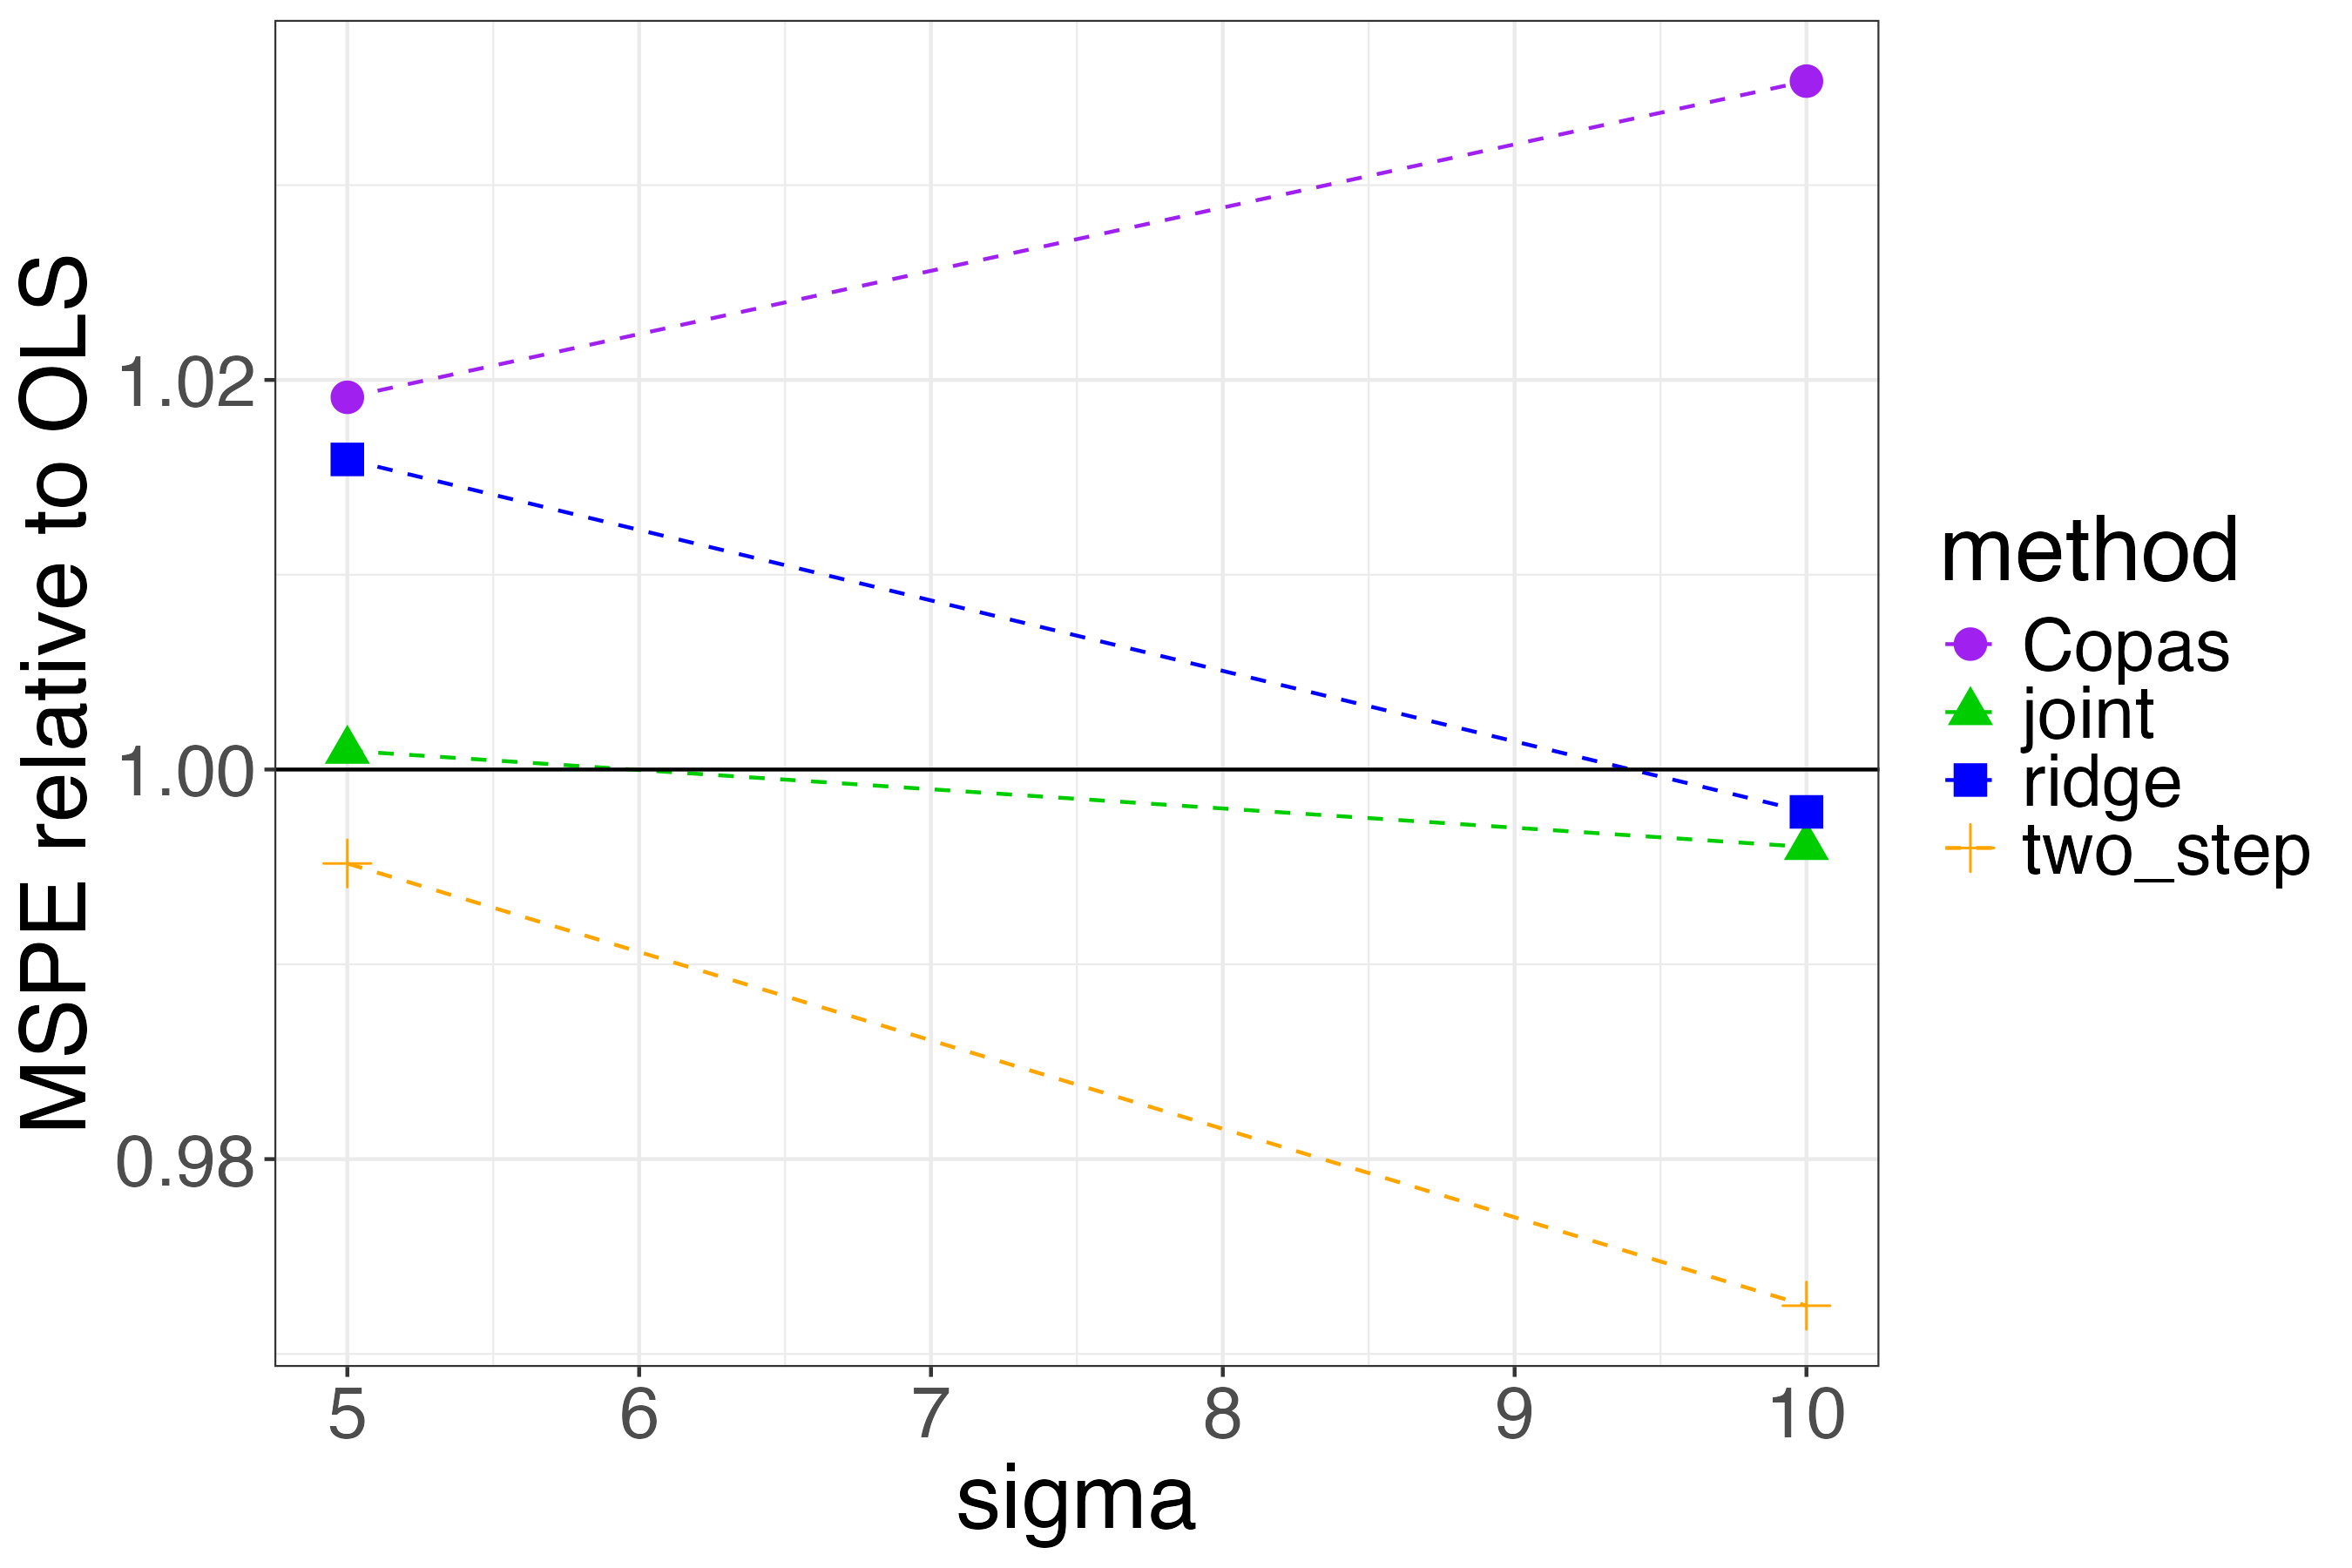 MSPE relative to OLS
1.02
1.00
0.98
5 6 7 8 9 10
sigma
method
Copas
joint
ridge
two_step